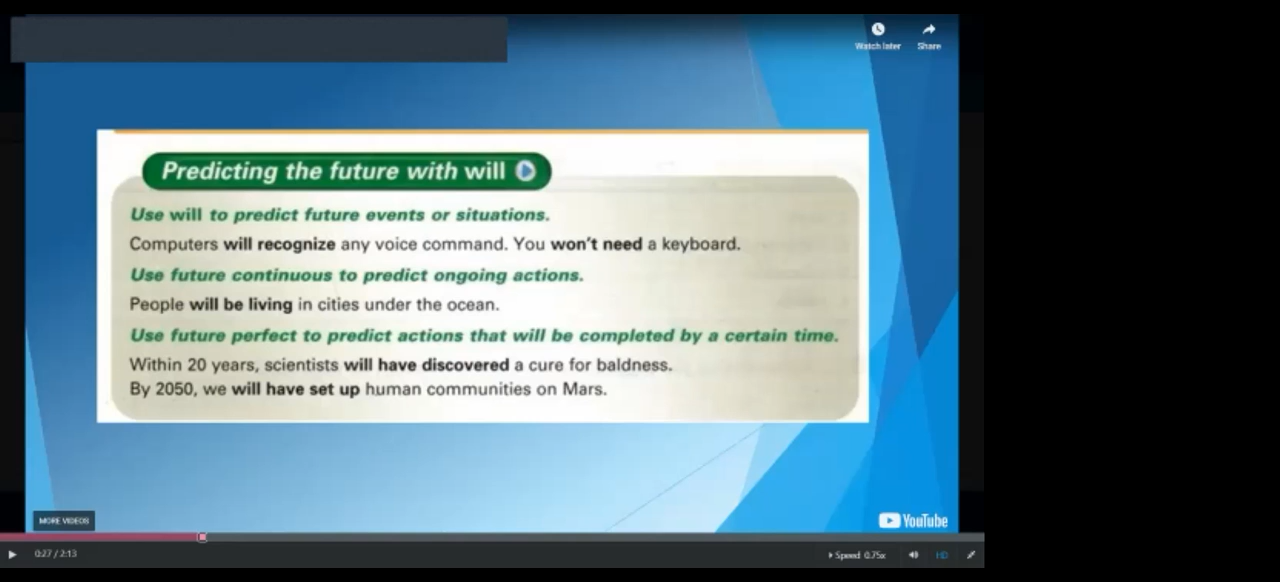 Watch later Share
Predicting the future with will
Use will to predict future events or situations.
Computers will recognize any voice command. You won't need a keyboard.
Use future continuous to predict ongoing actions.
People will be living in cities under the ocean.
Use future perfect to predict actions that will be completed by a certain time.
Within 20 years, scientists will have discovered a cure for baldness.
By 2050, we will have set up human communities on Mars.
MORE VIDEOS
YouTube
0:27 / 2:13
Speed 0.75x HD